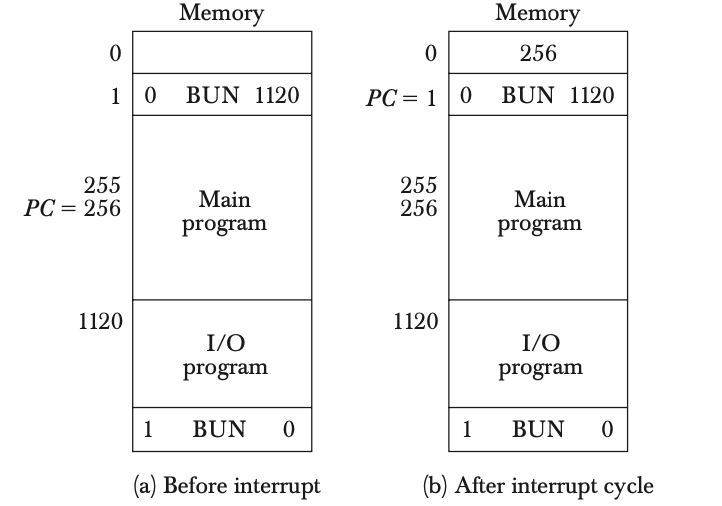 Memory
0
1 0 BUN 1120
255
PC = 256
Main
program
1120
I/O
program
1 BUN 0
(a) Before interrupt
Memory
0 256
PC = 1 0 BUN 1120
255
256
Main
program
1120
I/O
program
1 BUN 0
(b) After interrupt cycle